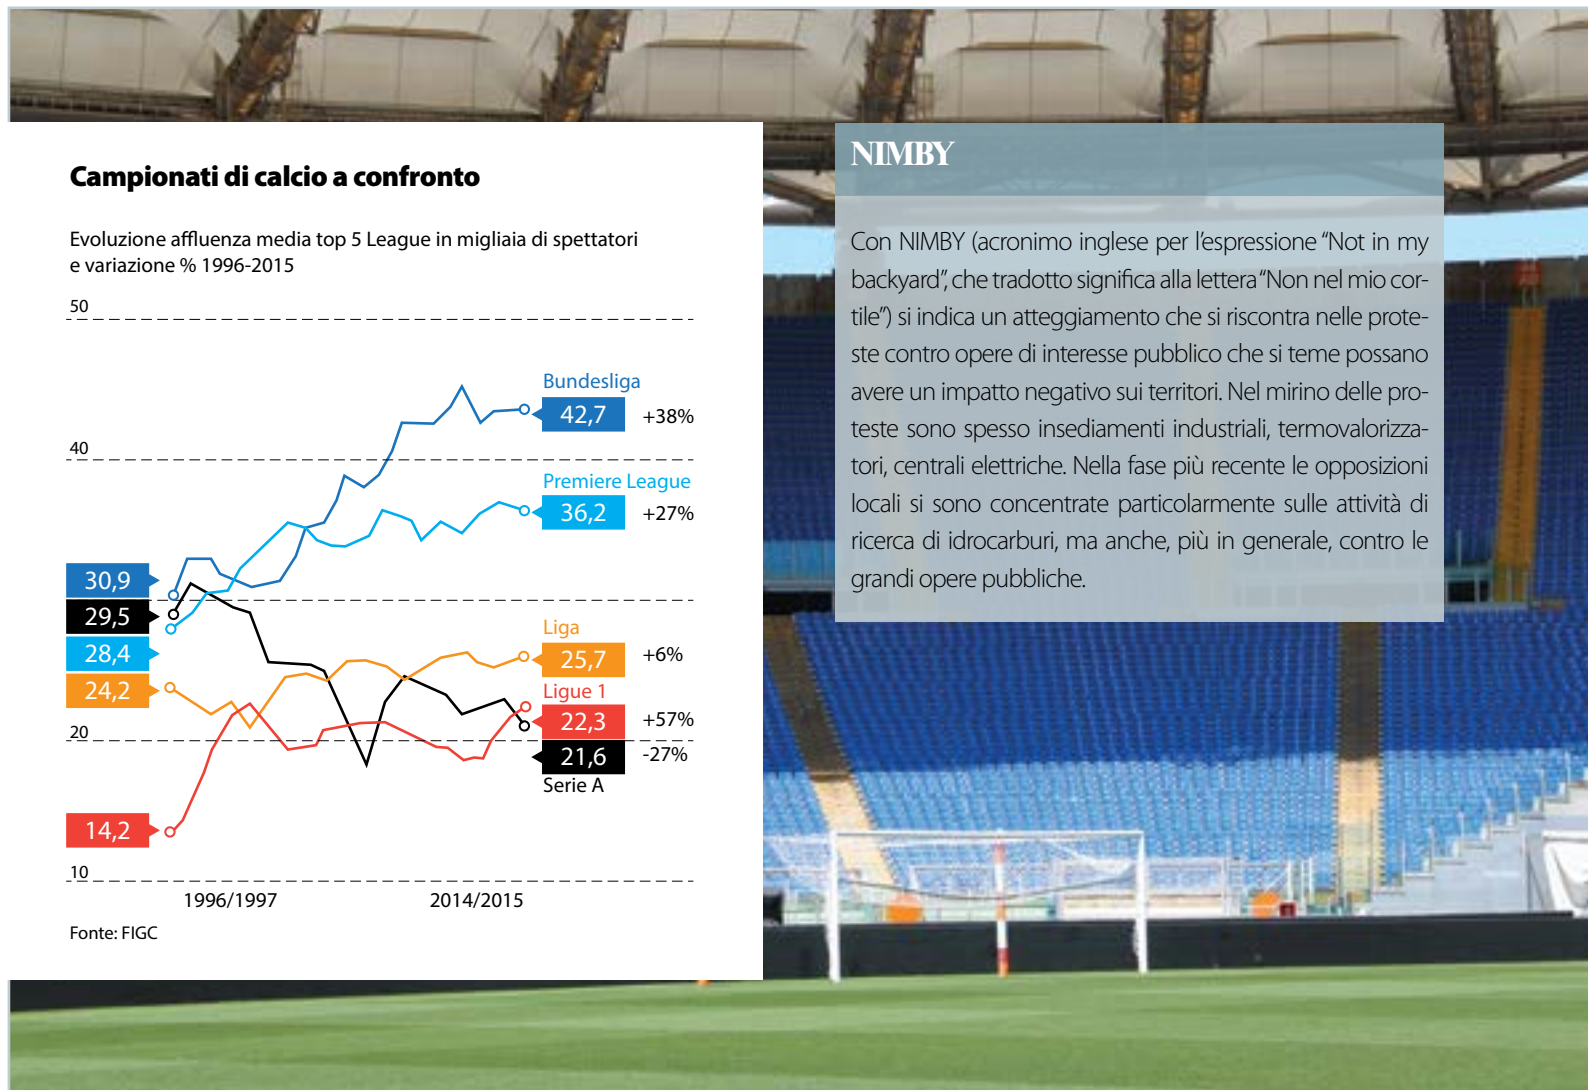 Campionati di calcio a confronto
Evoluzione affluenza media top 5 League in migliaia di spettatori
e variazione % 1996-2015
50
Bundesliga
42,7 +38%
40
Premiere League
36,2 +27%
30,9
29,5
28,4
24,2
Liga
25,7 +6%
Ligue 1
22,3 +57%
20
21,6 -27%
Serie A
14,2
10
1996/1997 2014/2015
Fonte: FIGC
NIMBY
Con NIMBY (acronimo inglese per l'espressione “Not in my
backyard”, che tradotto significa alla lettera “Non nel mio cor-
tile”) si indica un atteggiamento che si riscontra nelle prote-
ste contro opere di interesse pubblico che si teme possano
avere un impatto negativo sui territori. Nel mirino delle pro-
teste sono spesso insediamenti industriali, termovalorizza-
tori, centrali elettriche. Nella fase più recente le opposizioni
locali si sono concentrate particolarmente sulle attività di
ricerca di idrocarburi, ma anche, più in generale, contro le
grandi opere pubbliche.